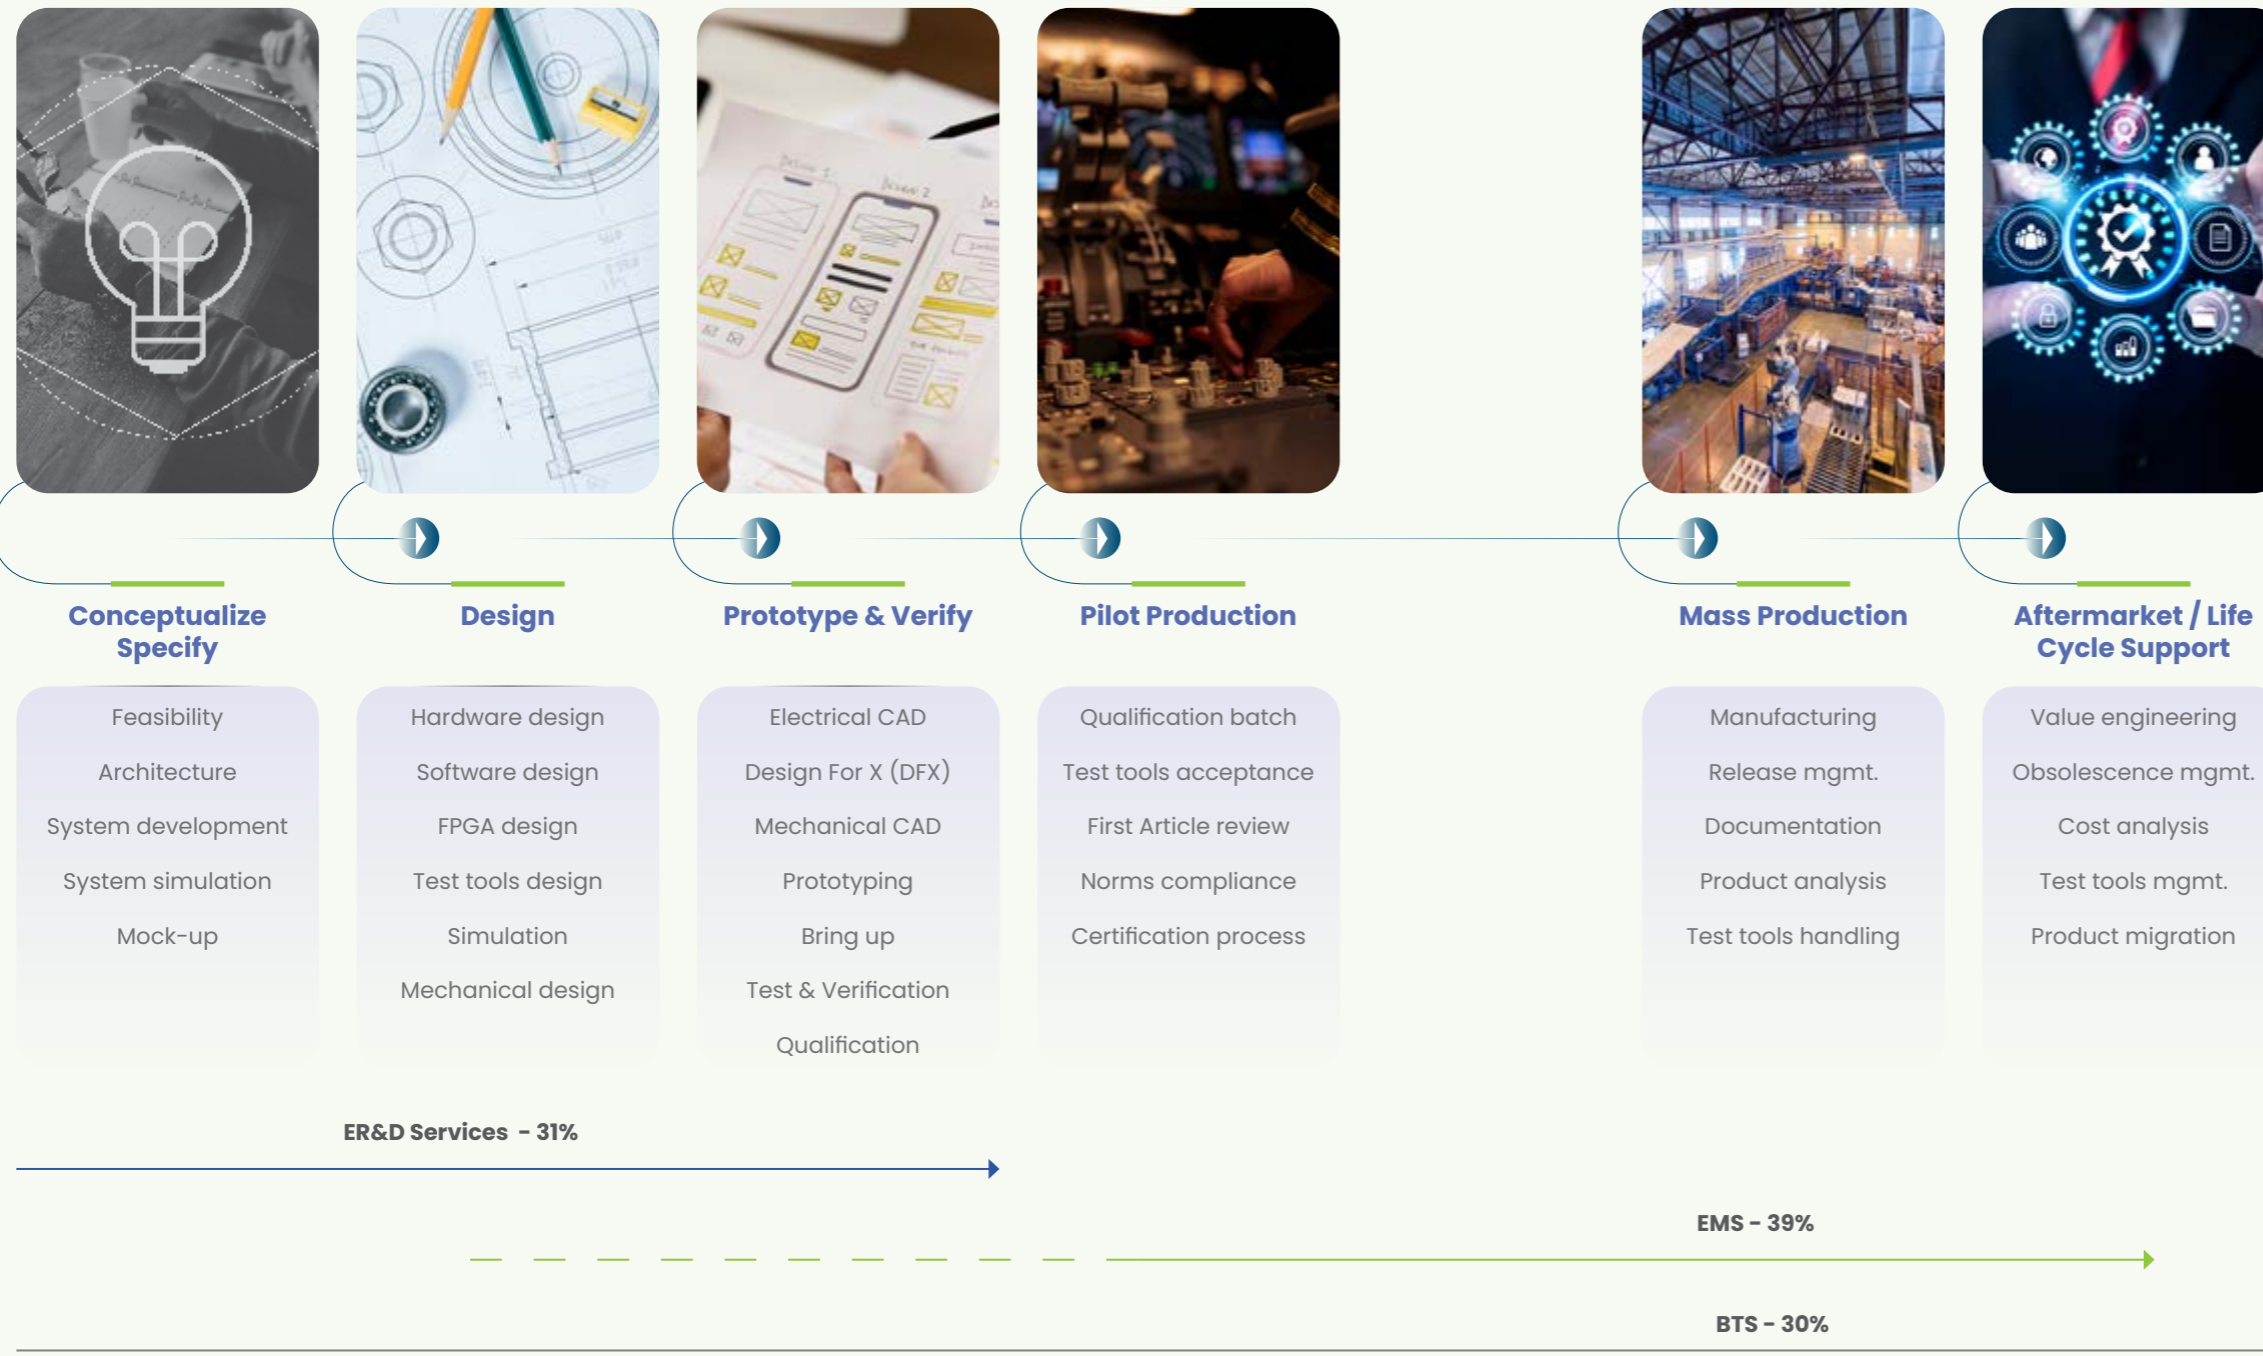 DESIGN 1
DESIGN 2
Conceptualize
Specify
Feasibility
Architecture
System development
System simulation
Mock-up
Design
Hardware design
Software design
FPGA design
Test tools design
Simulation
Mechanical design
Prototype & Verify
Electrical CAD
Design For X (DFX)
Mechanical CAD
Prototyping
Bring up
Test & Verification
Qualification
Pilot Production
Qualification batch
Test tools acceptance
First Article review
Norms compliance
Certification process
Mass Production
Manufacturing
Release mgmt.
Documentation
Product analysis
Test tools handling
Aftermarket / Life
Cycle Support
Value engineering
Obsolescence mgmt.
Cost analysis
Test tools mgmt.
Product migration
ER&D Services - 31%
EMS - 39%
BTS - 30%